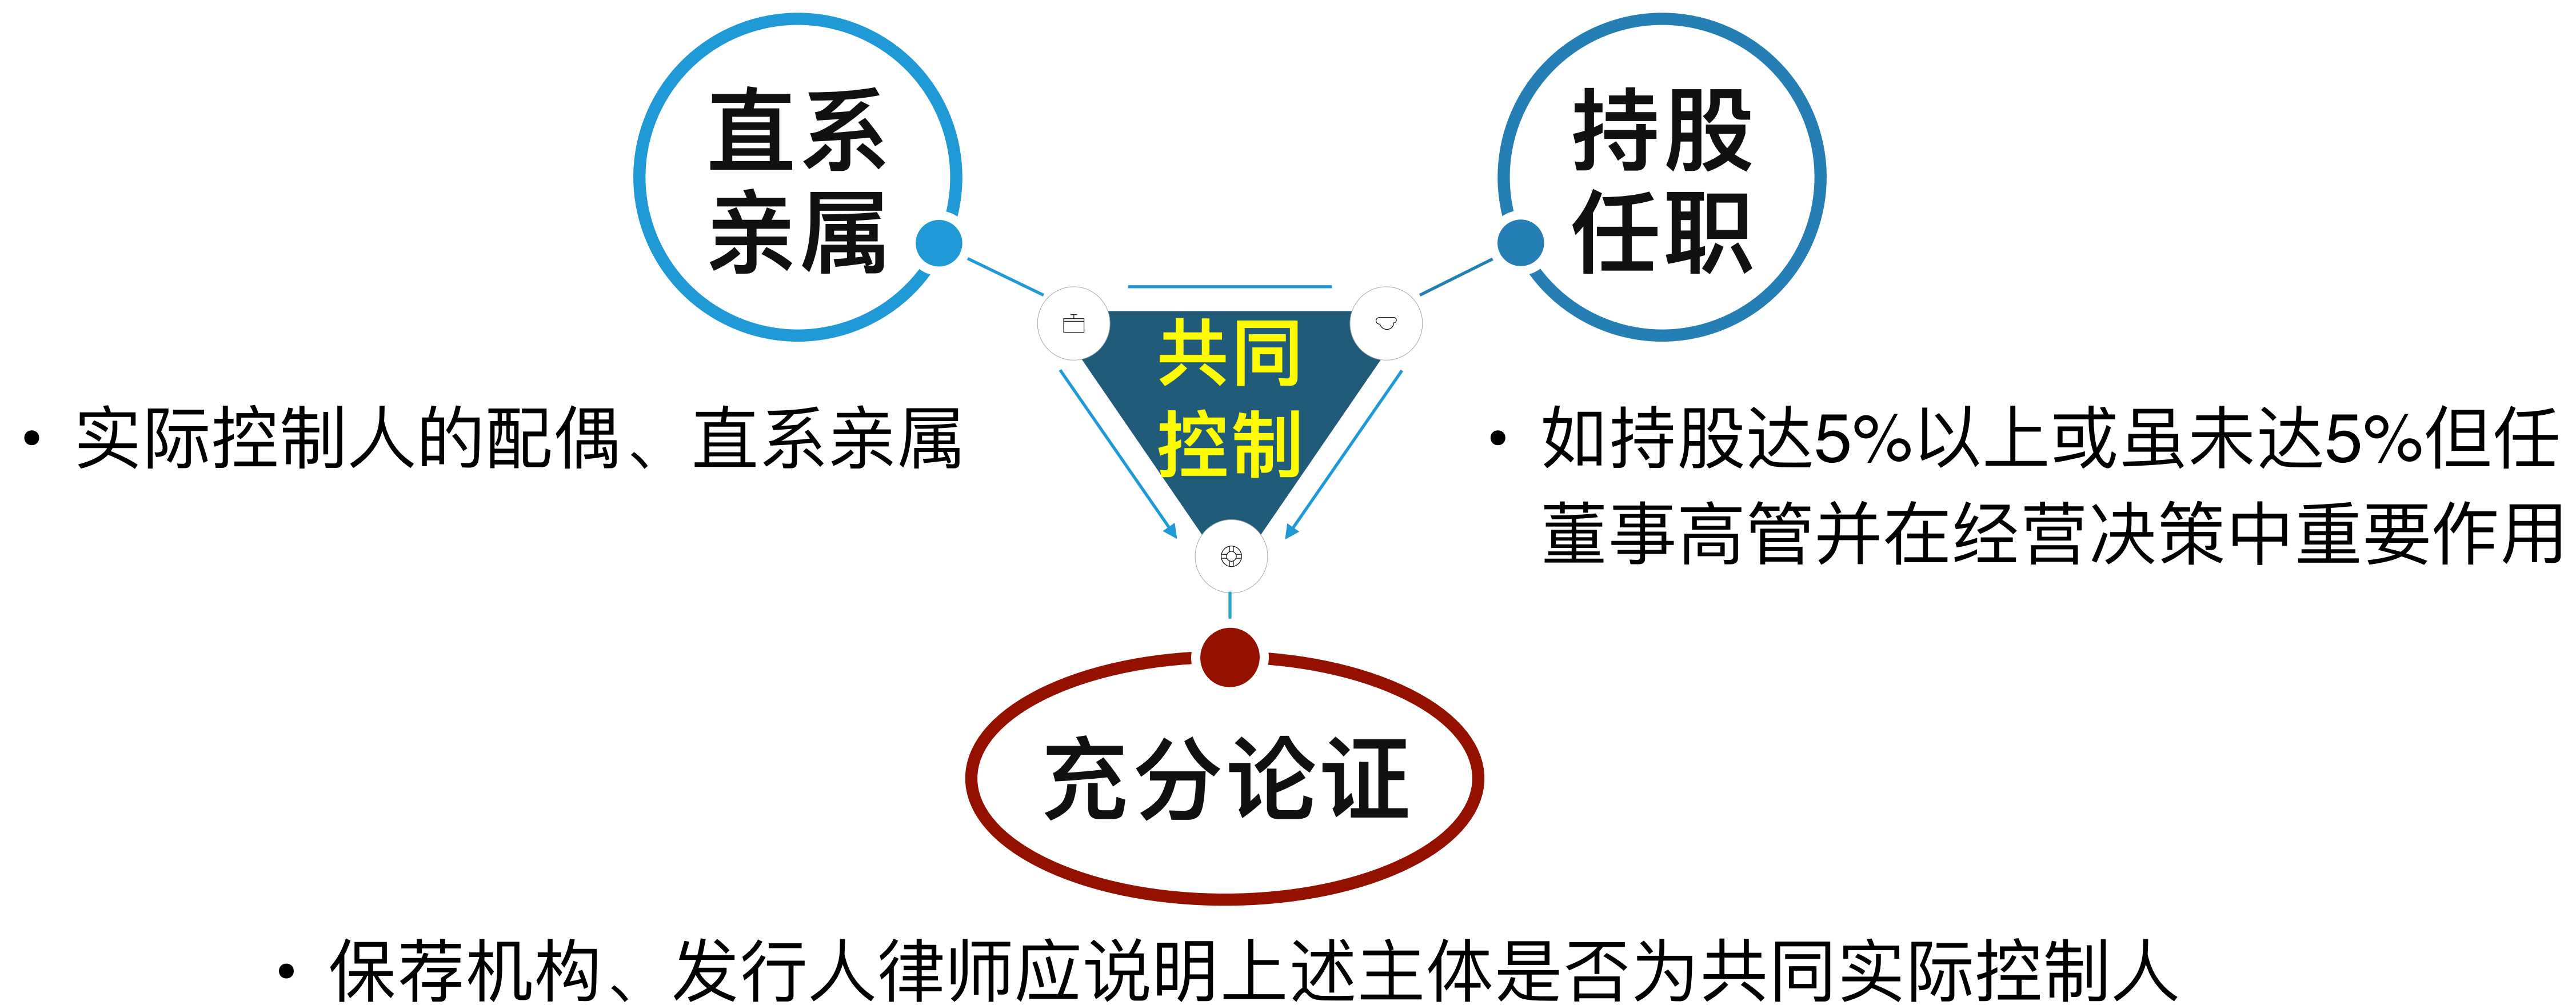 直系
亲属
持股
任职
共同
控制
• 实际控制人的配偶、直系亲属
• 如持股达5%以上或虽未达5%但任
董事高管并在经营决策中重要作用
充分论证
• 保荐机构、发行人律师应说明上述主体是否为共同实际控制人